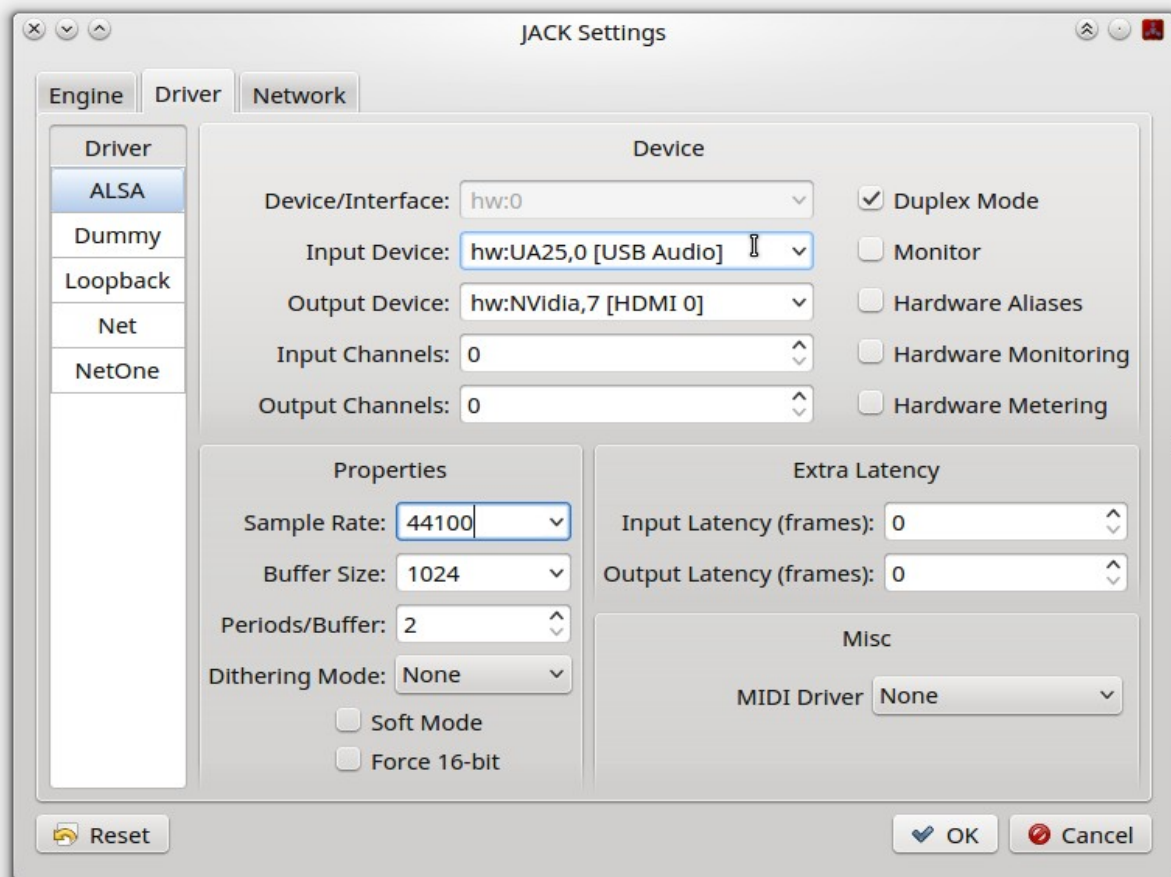 JACK Settings
Engine Driver Network
Driver
ALSA
Dummy
Loopback
Net
NetOne
Device
Device/Interface: hw:0
Input Device: hw:UA25,0 [USB Audio]
Output Device: hw:NVidia,7 [HDMI 0]
Input Channels: 0
Output Channels: 0
Duplex Mode
Monitor
Hardware Aliases
Hardware Monitoring
Hardware Metering
Properties
Sample Rate: 44100
Buffer Size: 1024
Periods/Buffer: 2
Dithering Mode: None
Soft Mode
Force 16-bit
Extra Latency
Input Latency (frames): 0
Output Latency (frames): 0
Misc
MIDI Driver None
Reset OK Cancel